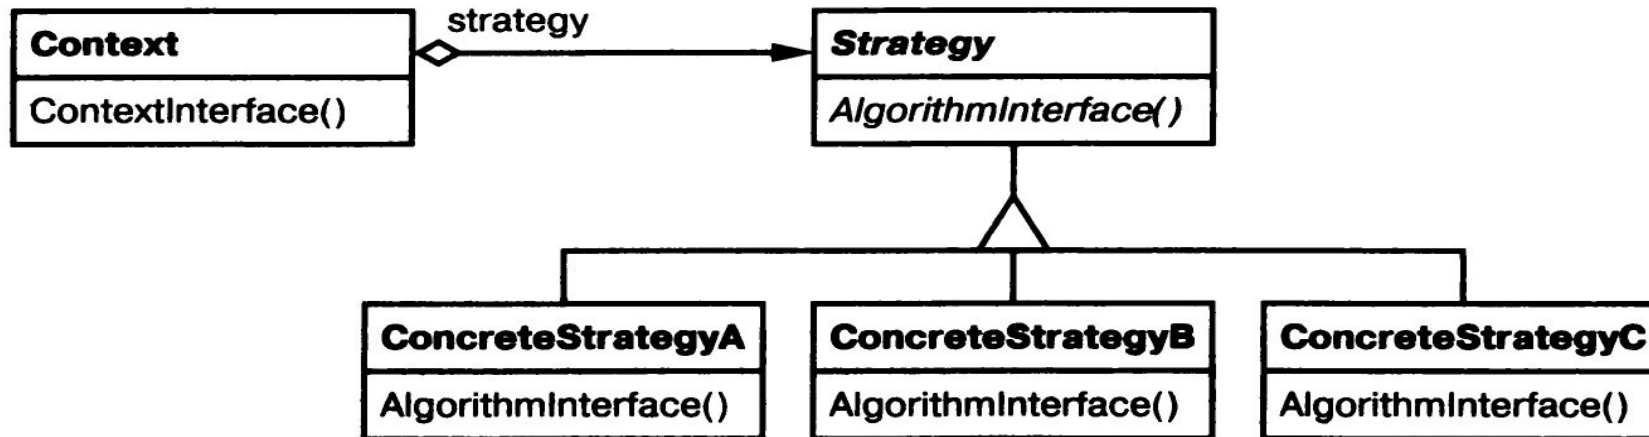 strategy
Context
ContextInterface()
Strategy
AlgorithmInterface()
ConcreteStrategyA
AlgorithmInterface()
ConcreteStrategyB
AlgorithmInterface()
ConcreteStrategyC
AlgorithmInterface()